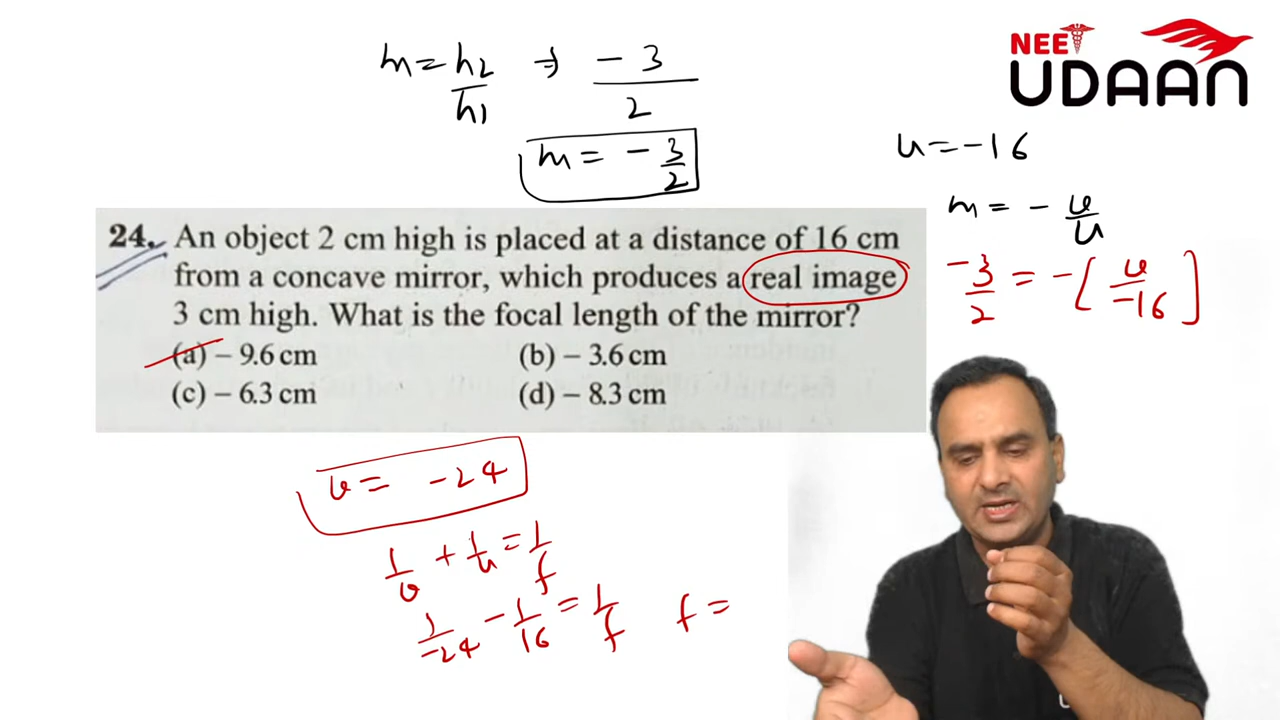 m = h2/h1 ⇒ -3/2
m = -3/2
NEET
UDAAN
u = -16
m = - v/u
-3/2 = -[v/-16]
24. An object 2 cm high is placed at a distance of 16 cm
from a concave mirror, which produces a real image
3 cm high. What is the focal length of the mirror?
(a) – 9.6 cm (b) – 3.6 cm
(c) – 6.3 cm (d) – 8.3 cm
v = -24
1/v + 1/u = 1/f
1/-24 - 1/16 = 1/f f =